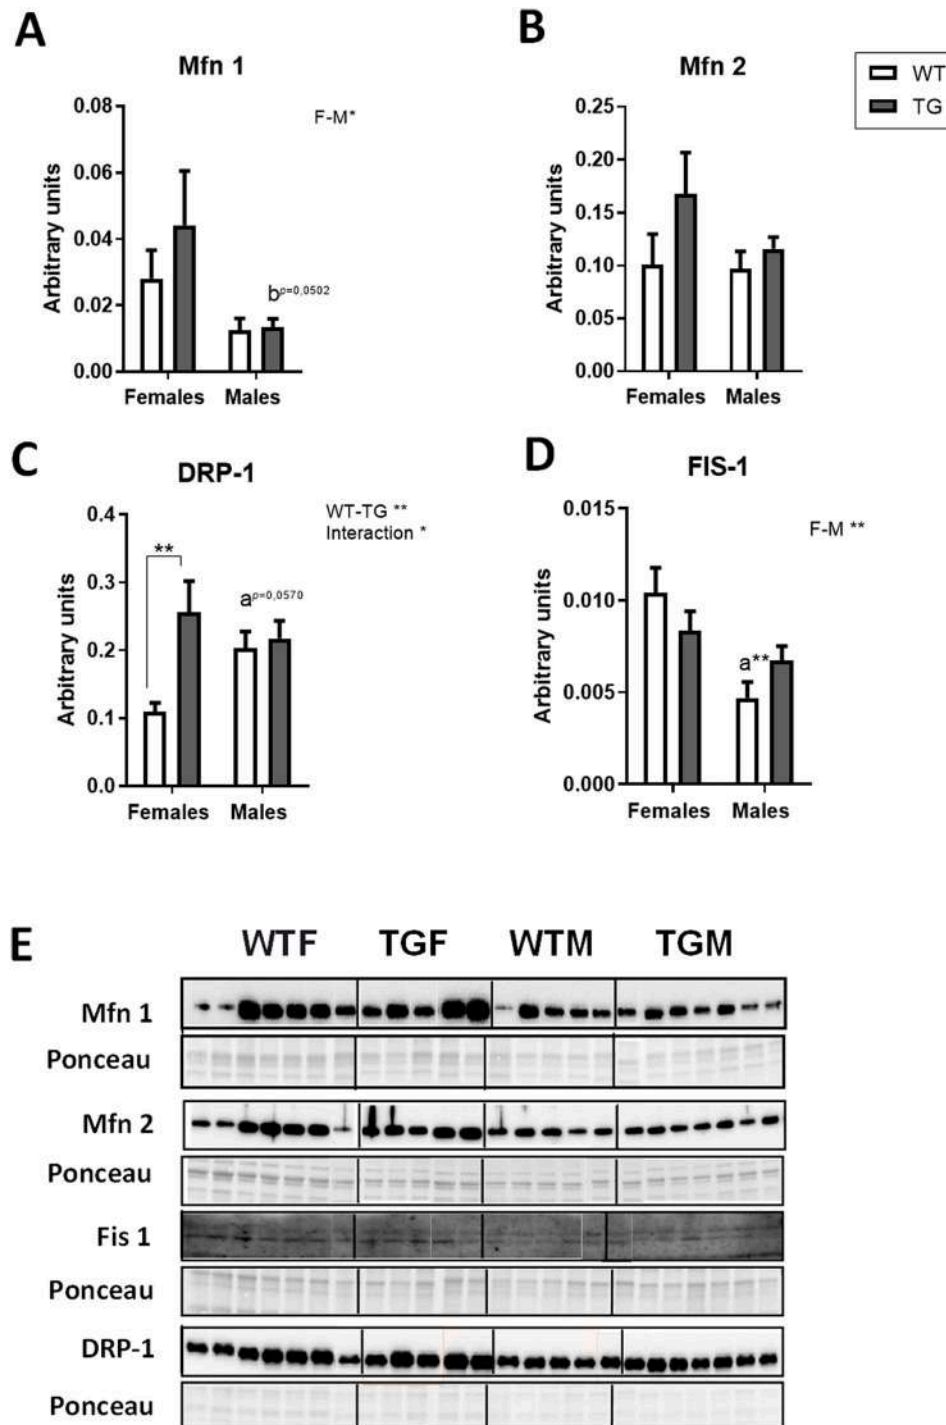 A
B
Mfn 1
Mfn 2
WT
TG
0.08
0.06
0.04
0.02
0.00
Arbitrary units
F-M*
b p=0,0502
Females Males
0.25
0.20
0.15
0.10
0.05
0.00
Arbitrary units
Females Males
C
D
DRP-1
FIS-1
0.4
0.3
0.2
0.1
0.0
Arbitrary units
WT-TG **
Interaction *
**
a p=0,0570
Females Males
0.015
0.010
0.005
0.000
Arbitrary units
F-M **
a**
Females Males
E
WTF TGF WTM TGM
Mfn 1
Ponceau
Mfn 2
Ponceau
Fis 1
Ponceau
DRP-1
Ponceau